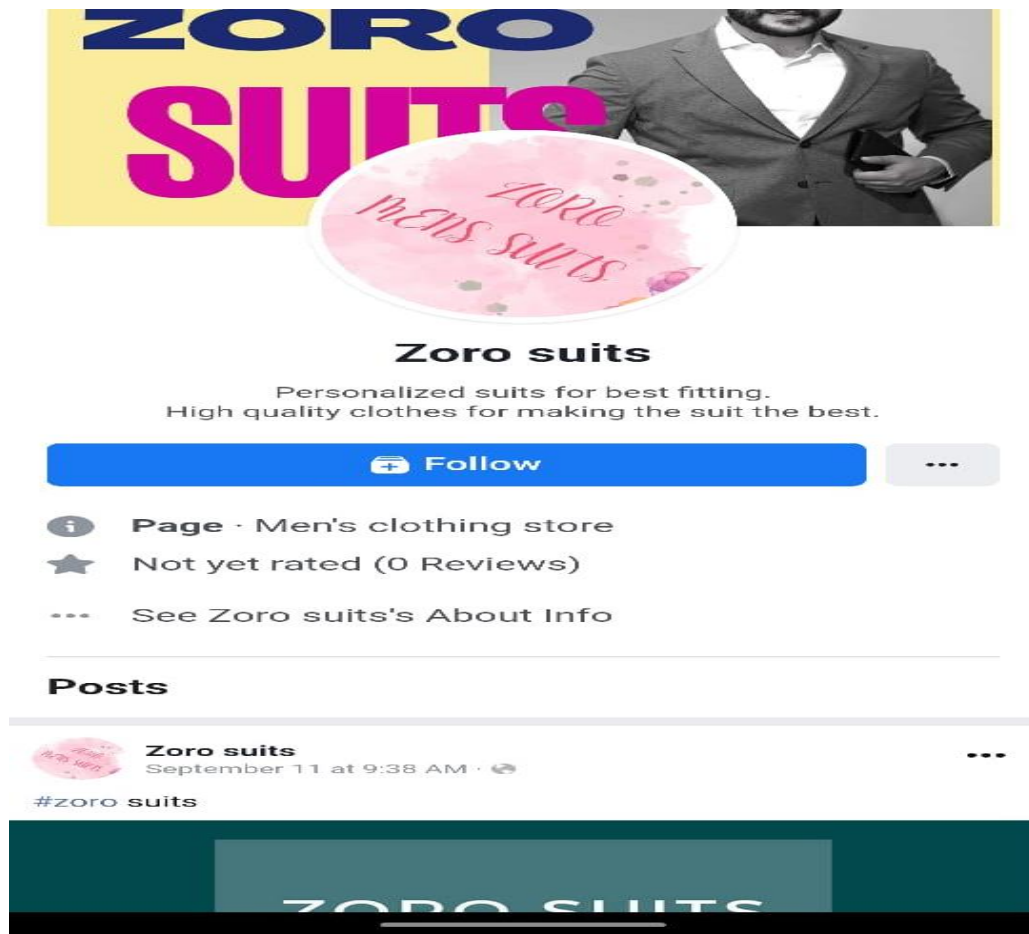 ZORO
SUITS
ZORO
MENS SUITS
Zoro suits
Personalized suits for best fitting.
High quality clothes for making the suit the best.
Follow
Page · Men's clothing store
Not yet rated (0 Reviews)
See Zoro suits's About Info
Posts
Zoro suits
September 11 at 9:38 AM ·
#zoro suits
ZORO SUITS